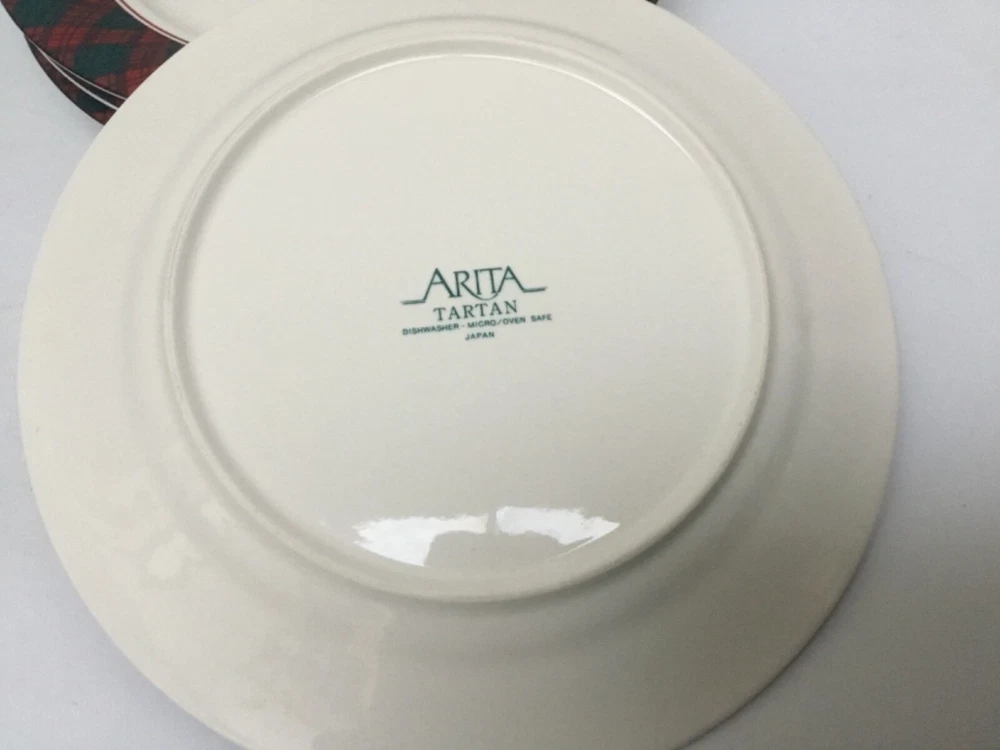 ARITA
TARTAN
DISHWASHER - MICRO/OVEN SAFE
JAPAN